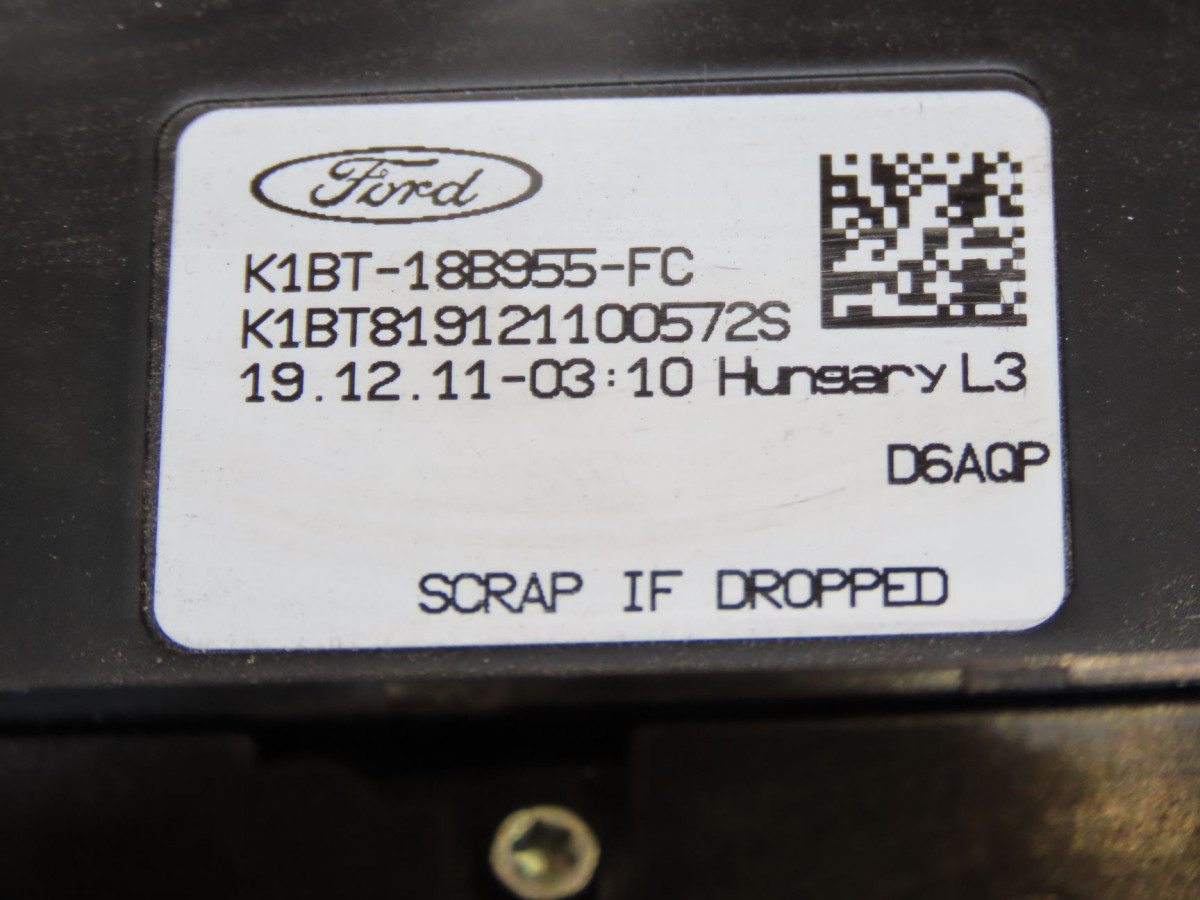 Ford
K1BT-18B955-FC
K1BT819121100572S
19.12.11-03:10 Hungary L3
D6AQP
SCRAP IF DROPPED